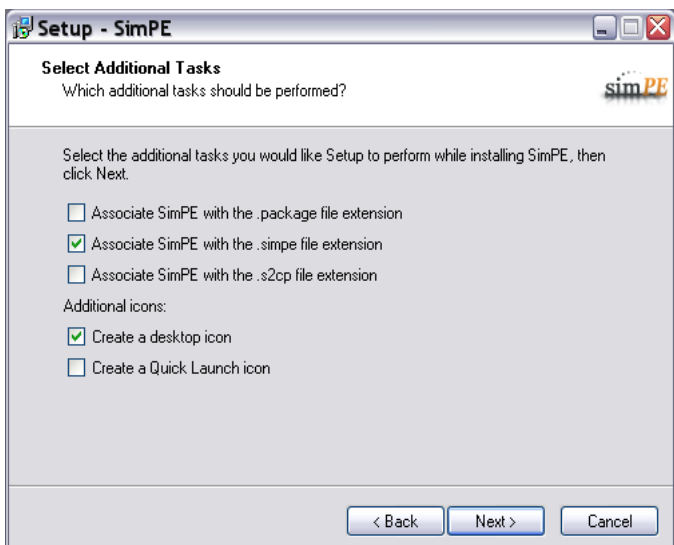 Setup - SimPE
Select Additional Tasks
Which additional tasks should be performed?
simPE
Select the additional tasks you would like Setup to perform while installing SimPE, then
click Next.
Associate SimPE with the .package file extension
Associate SimPE with the .simpe file extension
Associate SimPE with the .s2cp file extension
Additional icons:
Create a desktop icon
Create a Quick Launch icon
< Back
Next >
Cancel